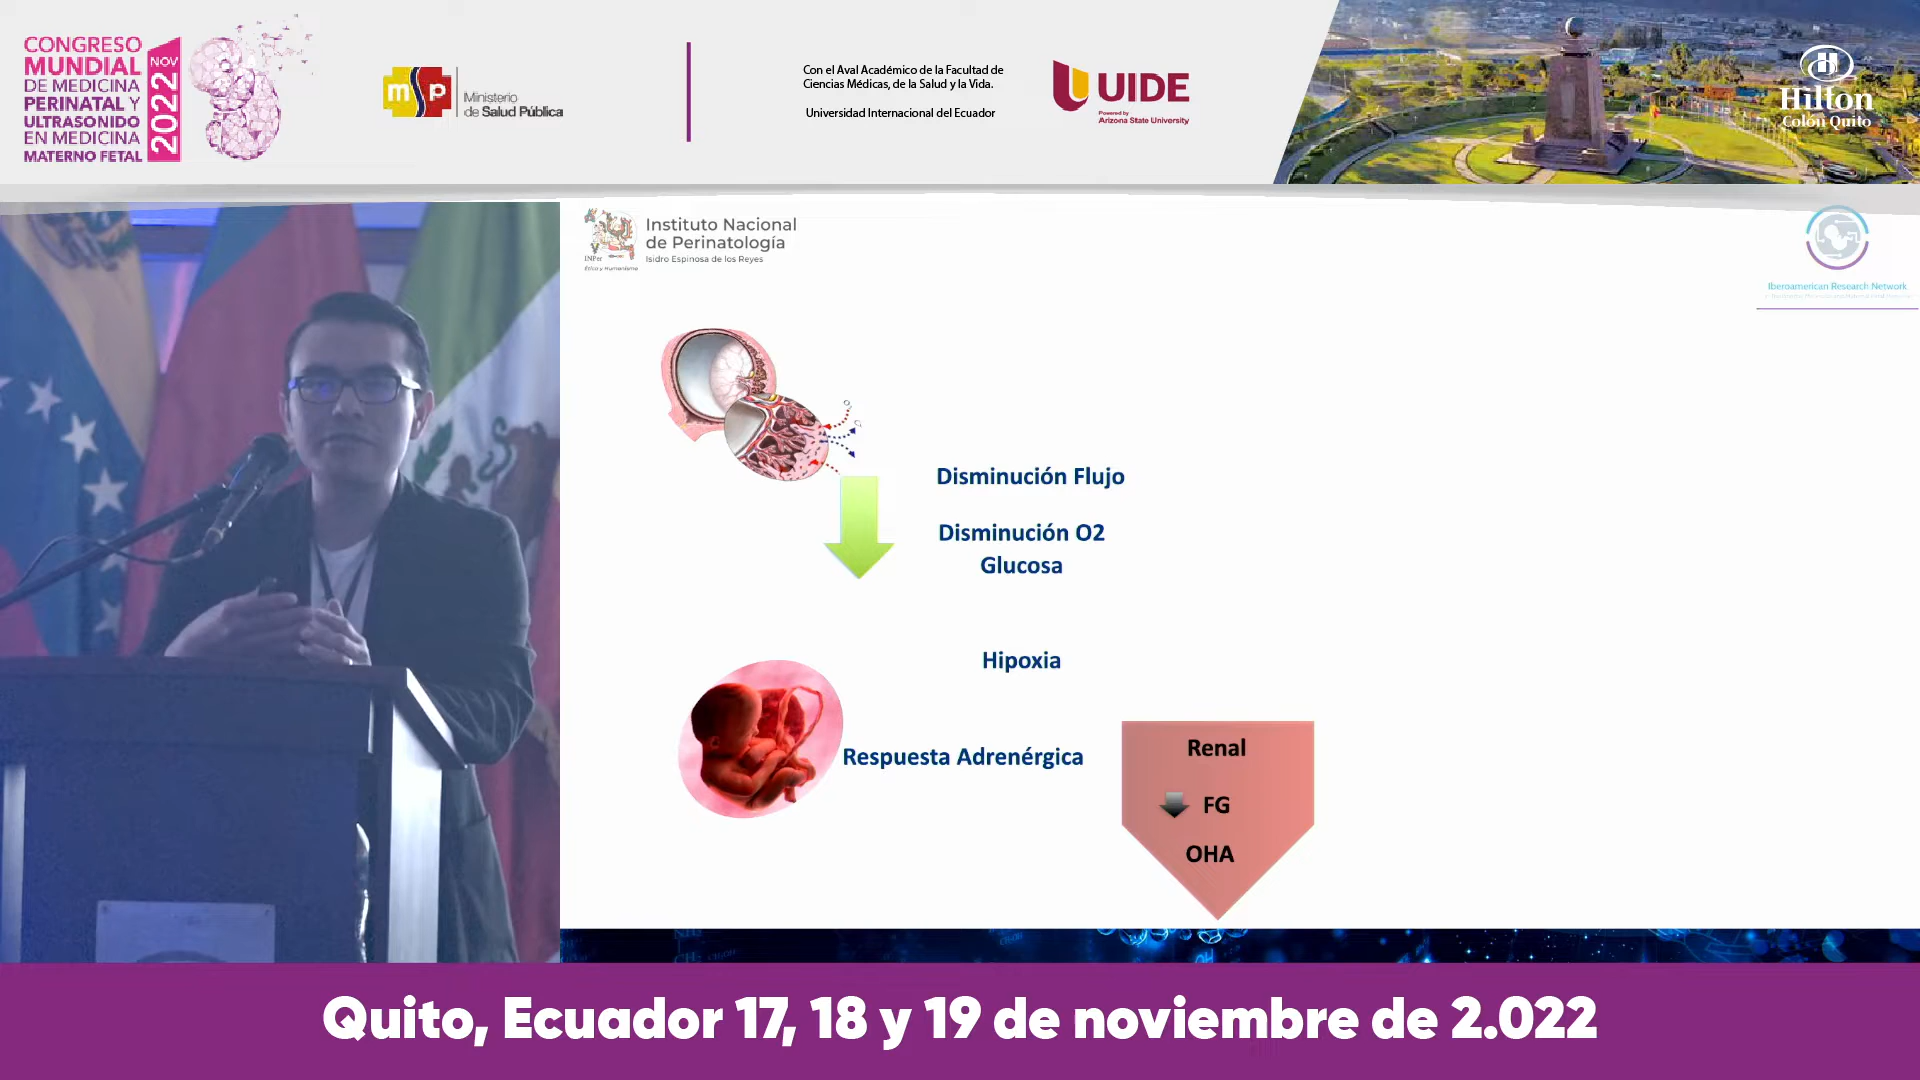 CONGRESO
MUNDIAL
DE MEDICINA
PERINATAL Y
ULTRASONIDO
EN MEDICINA
MATERNO FETAL
NOV
2022
msp
Ministerio
de Salud Pública
Con el Aval Académico de la Facultad de
Ciencias Médicas, de la Salud y la Vida.
Universidad Internacional del Ecuador
UIDE
Powered by
Arizona State University
Hilton
Colón Quito
INPer
Ética y Humanismo
Instituto Nacional
de Perinatología
Isidro Espinosa de los Reyes
Iberoamerican Research Network
Disminución Flujo
Disminución O2
Glucosa
Hipoxia
Respuesta Adrenérgica
Renal
FG
OHA
Quito, Ecuador 17, 18 y 19 de noviembre de 2.022